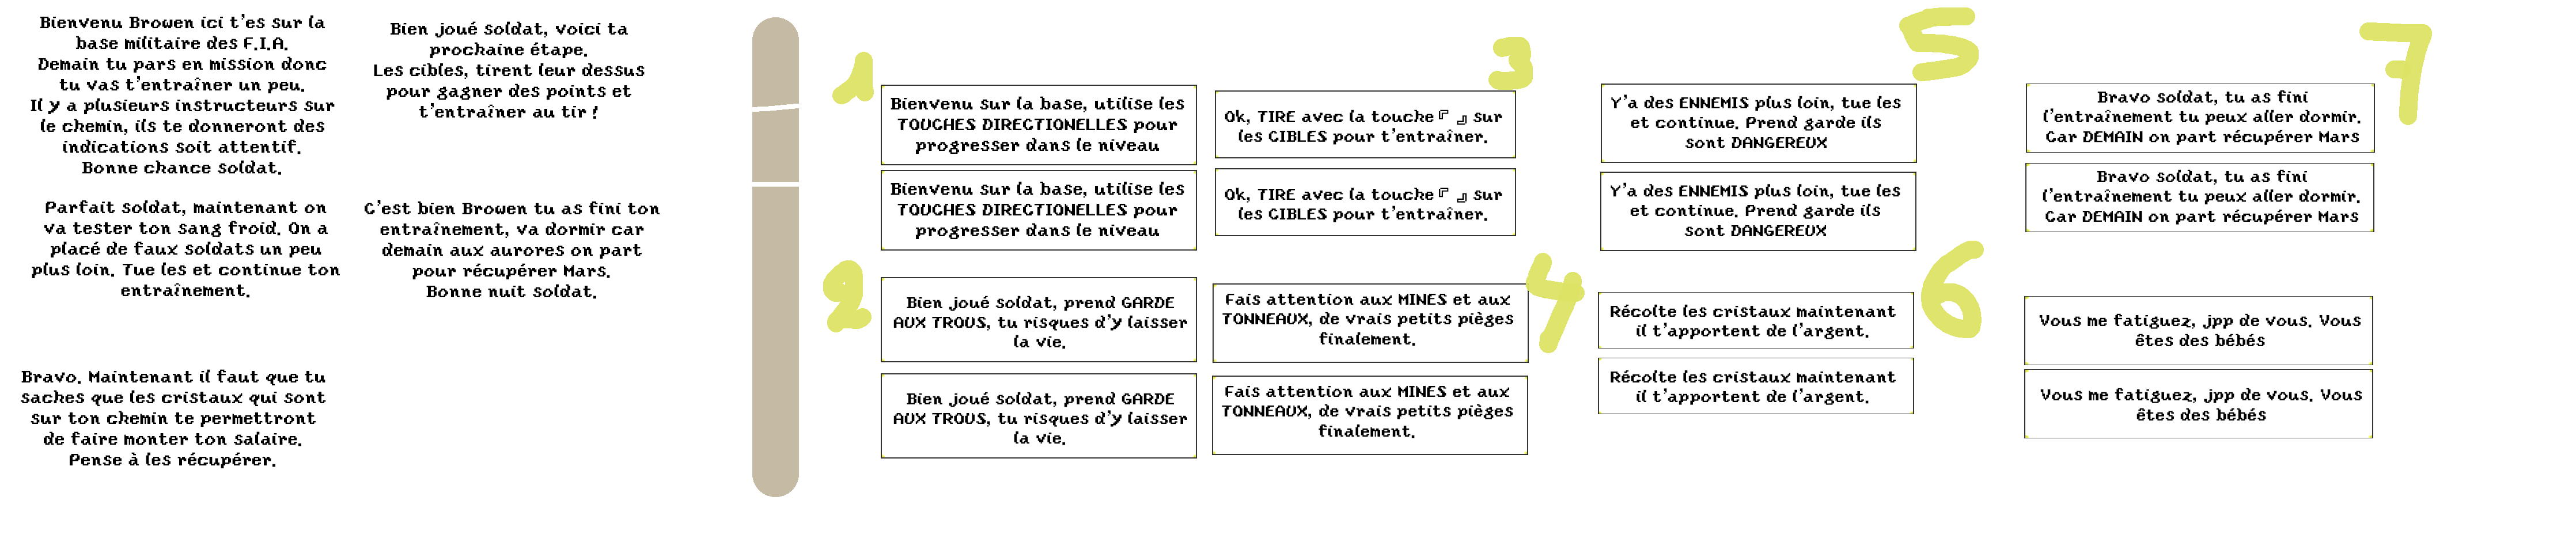 Bienvenu Browen ici t'es sur la
base militaire des F.I.A.
Demain tu pars en mission donc
tu vas t'entraîner un peu.
Il y a plusieurs instructeurs sur
le chemin, ils te donneront des
indications soit attentif.
Bonne chance soldat.
Bien joué soldat, voici ta
prochaine étape.
Les cibles, tirent leur dessus
pour gagner des points et
t'entraîner au tir !
Parfait soldat, maintenant on
va tester ton sang froid. On a
placé de faux soldats un peu
plus loin. Tue les et continue ton
entraînement.
C'est bien Browen tu as fini ton
entraînement, va dormir car
demain aux aurores on part
pour récupérer Mars.
Bonne nuit soldat.
Bravo. Maintenant il faut que tu
saches que les cristaux qui sont
sur ton chemin te permettront
de faire monter ton salaire.
Pense à les récupérer.
1
Bienvenu sur la base, utilise les
TOUCHES DIRECTIONELLES pour
progresser dans le niveau
Bienvenu sur la base, utilise les
TOUCHES DIRECTIONELLES pour
progresser dans le niveau
2
Bien joué soldat, prend GARDE
AUX TROUS, tu risques d'y laisser
la vie.
Bien joué soldat, prend GARDE
AUX TROUS, tu risques d'y laisser
la vie.
3
Ok, TIRE avec la touche『 』sur
les CIBLES pour t'entraîner.
Ok, TIRE avec la touche『 』sur
les CIBLES pour t'entraîner.
4
Fais attention aux MINES et aux
TONNEAUX, de vrais petits pièges
finalement.
Fais attention aux MINES et aux
TONNEAUX, de vrais petits pièges
finalement.
5
Y'a des ENNEMIS plus loin, tue les
et continue. Prend garde ils
sont DANGEREUX
Y'a des ENNEMIS plus loin, tue les
et continue. Prend garde ils
sont DANGEREUX
6
Récolte les cristaux maintenant
il t'apportent de l'argent.
Récolte les cristaux maintenant
il t'apportent de l'argent.
7
Bravo soldat, tu as fini
l'entraînement tu peux aller dormir.
Car DEMAIN on part récupérer Mars
Bravo soldat, tu as fini
l'entraînement tu peux aller dormir.
Car DEMAIN on part récupérer Mars
Vous me fatiguez, jpp de vous. Vous
êtes des bébés
Vous me fatiguez, jpp de vous. Vous
êtes des bébés